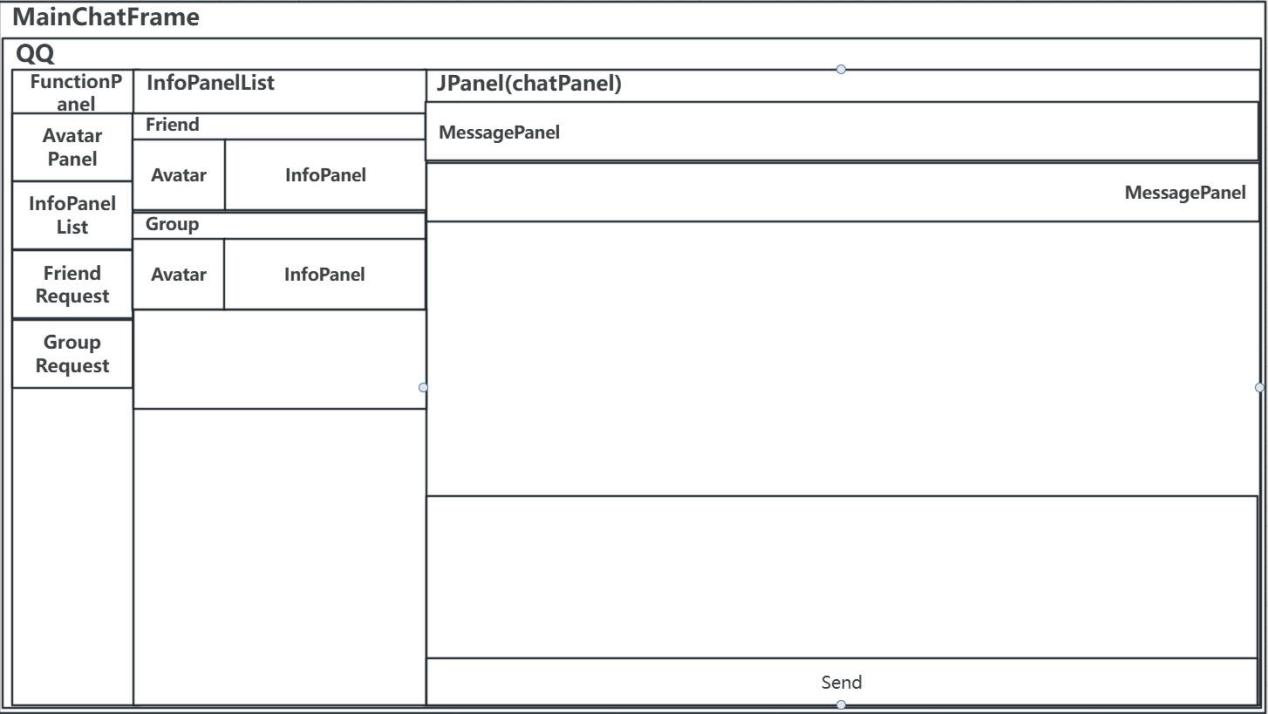 MainChatFrame
QQ
FunctionP
anel
Avatar
Panel
InfoPanel
List
Friend
Request
Group
Request
InfoPanelList
Friend
Avatar
InfoPanel
Group
Avatar
InfoPanel
JPanel(chatPanel)
MessagePanel
MessagePanel
Send